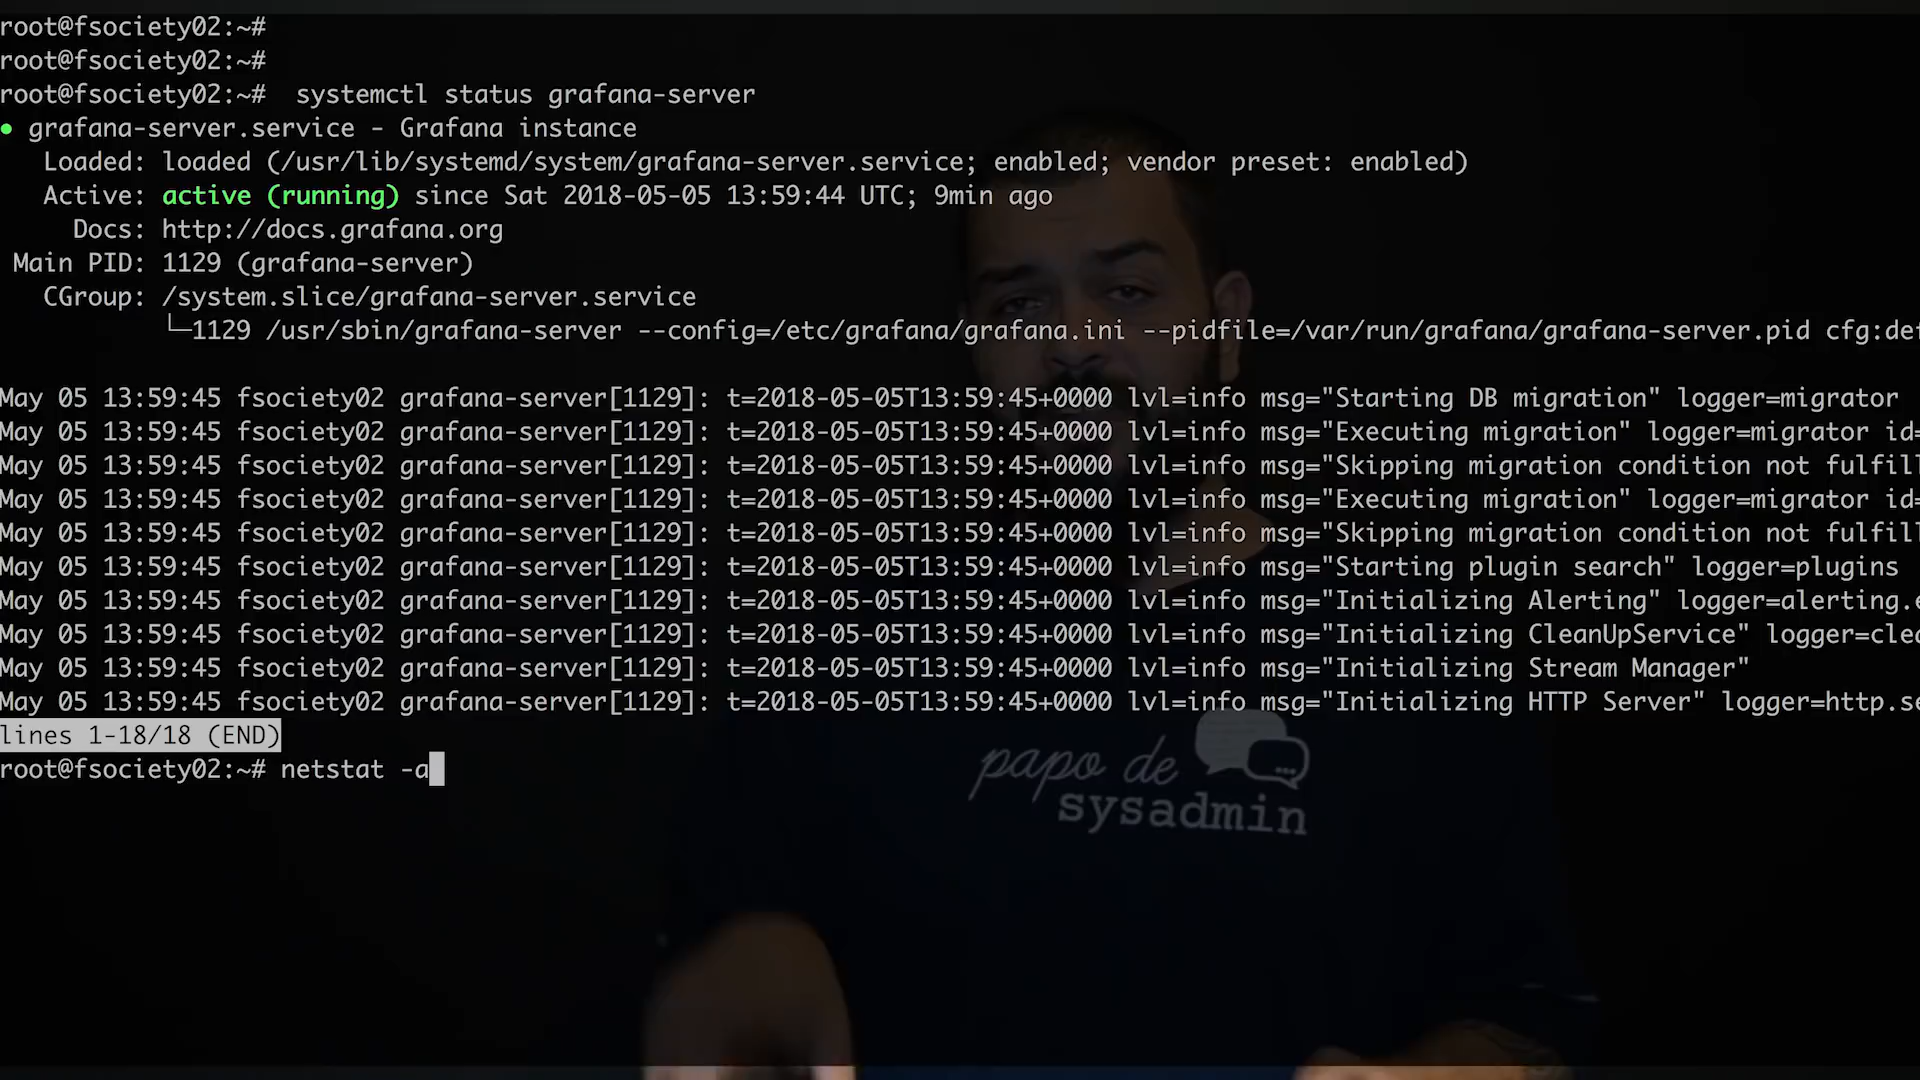 root@fsociety02:~#
root@fsociety02:~#
root@fsociety02:~#  systemctl status grafana-server
● grafana-server.service - Grafana instance
   Loaded: loaded (/usr/lib/systemd/system/grafana-server.service; enabled; vendor preset: enabled)
   Active: active (running) since Sat 2018-05-05 13:59:44 UTC; 9min ago
     Docs: http://docs.grafana.org
 Main PID: 1129 (grafana-server)
   CGroup: /system.slice/grafana-server.service
           └─1129 /usr/sbin/grafana-server --config=/etc/grafana/grafana.ini --pidfile=/var/run/grafana/grafana-server.pid cfg:def
May 05 13:59:45 fsociety02 grafana-server[1129]: t=2018-05-05T13:59:45+0000 lvl=info msg="Starting DB migration" logger=migrator
May 05 13:59:45 fsociety02 grafana-server[1129]: t=2018-05-05T13:59:45+0000 lvl=info msg="Executing migration" logger=migrator id=
May 05 13:59:45 fsociety02 grafana-server[1129]: t=2018-05-05T13:59:45+0000 lvl=info msg="Skipping migration condition not fulfill
May 05 13:59:45 fsociety02 grafana-server[1129]: t=2018-05-05T13:59:45+0000 lvl=info msg="Executing migration" logger=migrator id=
May 05 13:59:45 fsociety02 grafana-server[1129]: t=2018-05-05T13:59:45+0000 lvl=info msg="Skipping migration condition not fulfill
May 05 13:59:45 fsociety02 grafana-server[1129]: t=2018-05-05T13:59:45+0000 lvl=info msg="Starting plugin search" logger=plugins
May 05 13:59:45 fsociety02 grafana-server[1129]: t=2018-05-05T13:59:45+0000 lvl=info msg="Initializing Alerting" logger=alerting.e
May 05 13:59:45 fsociety02 grafana-server[1129]: t=2018-05-05T13:59:45+0000 lvl=info msg="Initializing CleanUpService" logger=clea
May 05 13:59:45 fsociety02 grafana-server[1129]: t=2018-05-05T13:59:45+0000 lvl=info msg="Initializing Stream Manager"
May 05 13:59:45 fsociety02 grafana-server[1129]: t=2018-05-05T13:59:45+0000 lvl=info msg="Initializing HTTP Server" logger=http.se
lines 1-18/18 (END)
root@fsociety02:~# netstat -a
papo de
sysadmin